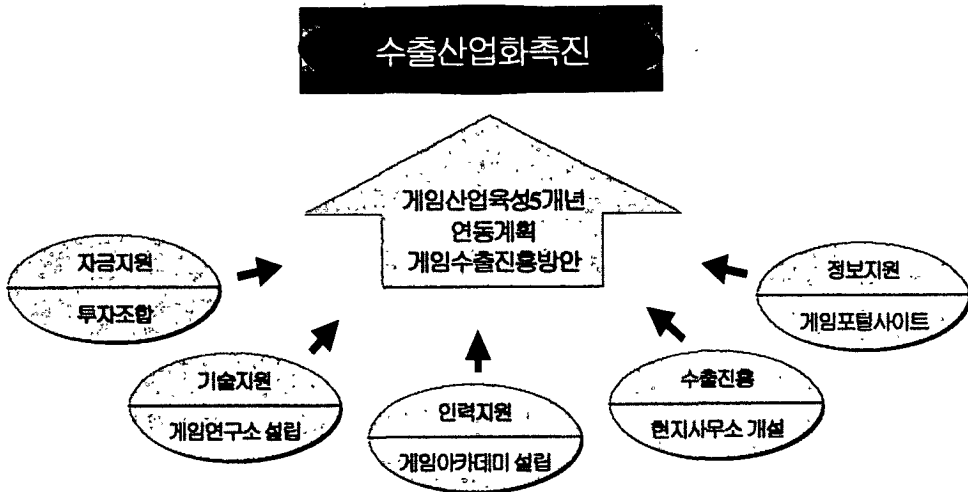 수출산업화촉진
게임산업육성5개년
연동계획
게임수출진흥방안
자금지원
투자조합
기술지원
게임연구소 설립
인력지원
게임아카데미 설립
수출진흥
현지사무소 개설
정보지원
게임포털사이트